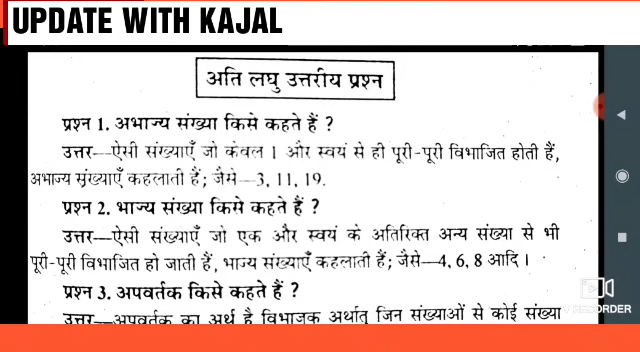 UPDATE WITH KAJAL
अति लघु उत्तरीय प्रश्न
प्रश्न 1. अभाज्य संख्या किसे कहते हैं ?
उत्तर—ऐसी संख्याएँ जो केवल 1 और स्वयं से ही पूरी-पूरी विभाजित होती हैं,
अभाज्य संख्याएँ कहलाती हैं; जैसे—3, 11, 19.
प्रश्न 2. भाज्य संख्या किसे कहते हैं ?
उत्तर—ऐसी संख्याएँ जो एक और स्वयं के अतिरिक्त अन्य संख्या से भी
पूरी-पूरी विभाजित हो जाती हैं, भाज्य संख्याएँ कहलाती हैं; जैसे—4, 6, 8 आदि ।
प्रश्न 3. अपवर्तक किसे कहते हैं ?
उत्तर—अपवर्तक का अर्थ है विभाजक अर्थात् जिन संख्याओं से कोई संख्या
RECORDER